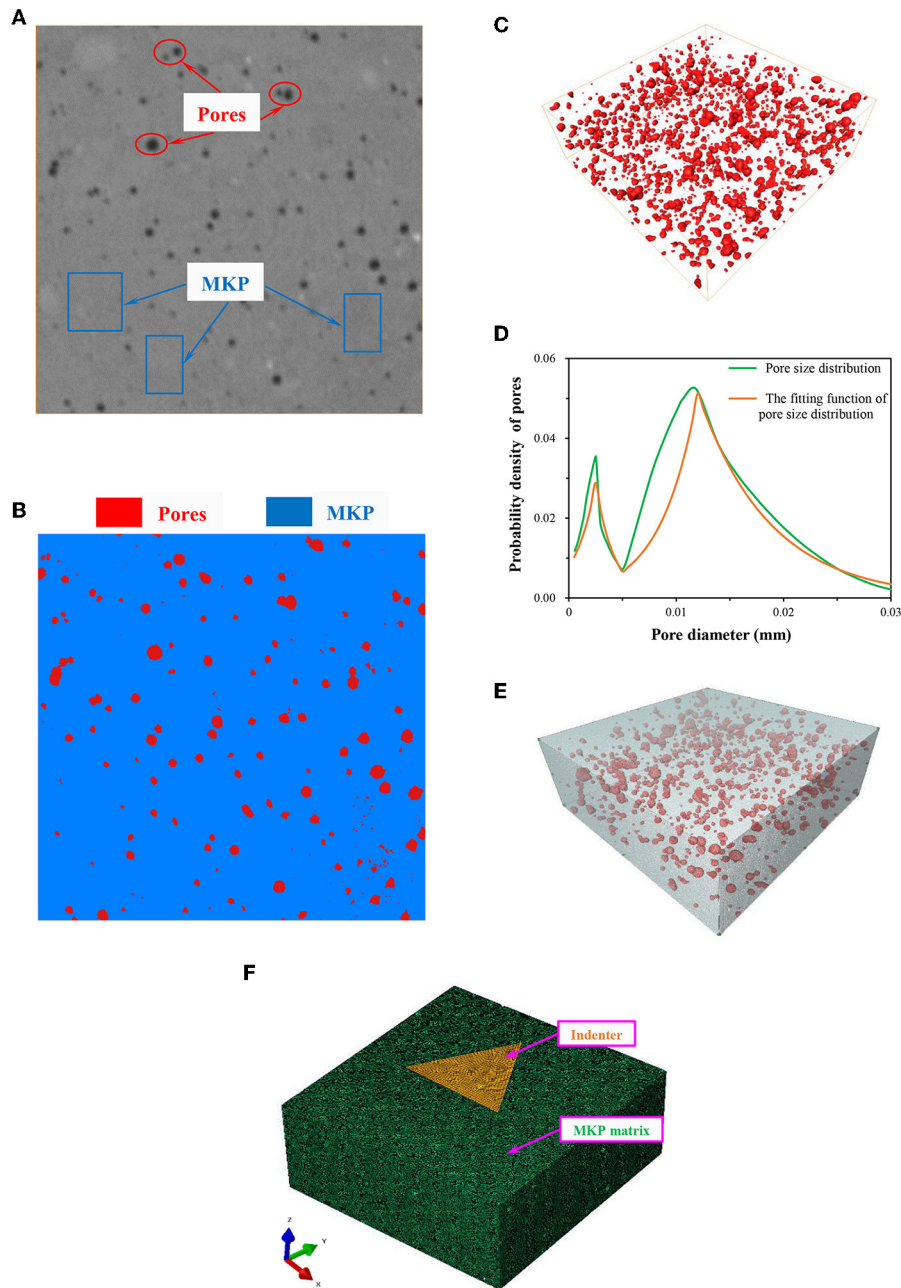 A
Pores
MKP
B
Pores
MKP
C
D
0.06
0.04
0.02
0.00
Probability density of pores
Pore size distribution
The fitting function of
pore size distribution
0
0.01
0.02
0.03
Pore diameter (mm)
E
F
Indenter
MKP matrix
Z
Y
X